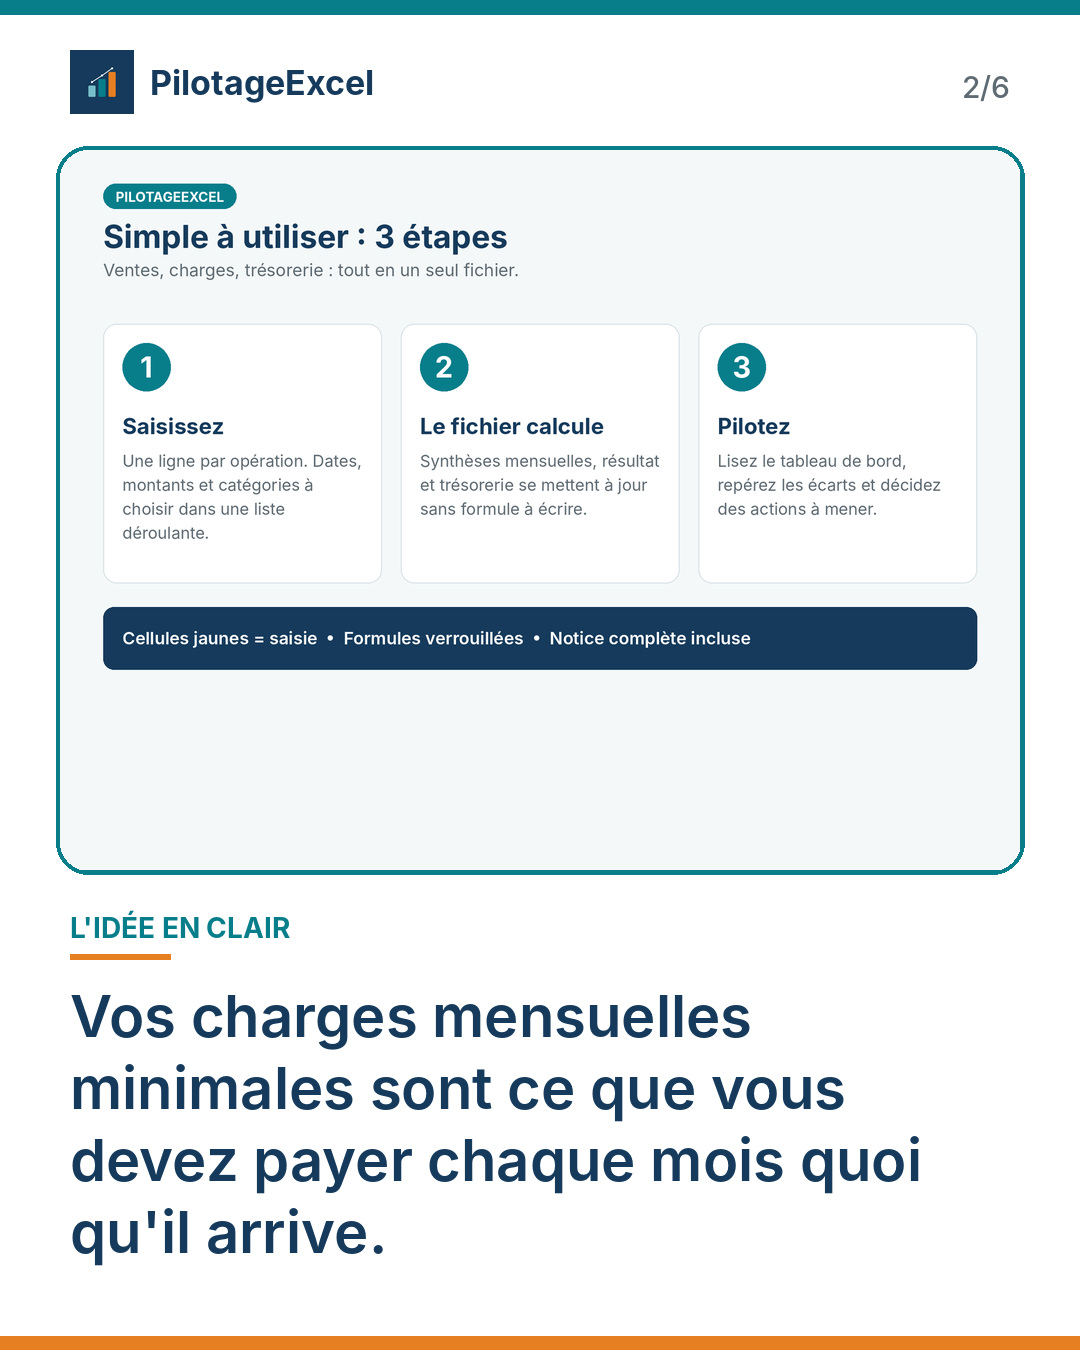 PilotageExcel
2/6
PILOTAGEEXCEL
Simple à utiliser : 3 étapes
Ventes, charges, trésorerie : tout en un seul fichier.
1
Saisissez
Une ligne par opération. Dates,
montants et catégories à
choisir dans une liste
déroulante.
2
Le fichier calcule
Synthèses mensuelles, résultat
et trésorerie se mettent à jour
sans formule à écrire.
3
Pilotez
Lisez le tableau de bord,
repérez les écarts et décidez
des actions à mener.
Cellules jaunes = saisie • Formules verrouillées • Notice complète incluse
L'IDÉE EN CLAIR
Vos charges mensuelles
minimales sont ce que vous
devez payer chaque mois quoi
qu'il arrive.